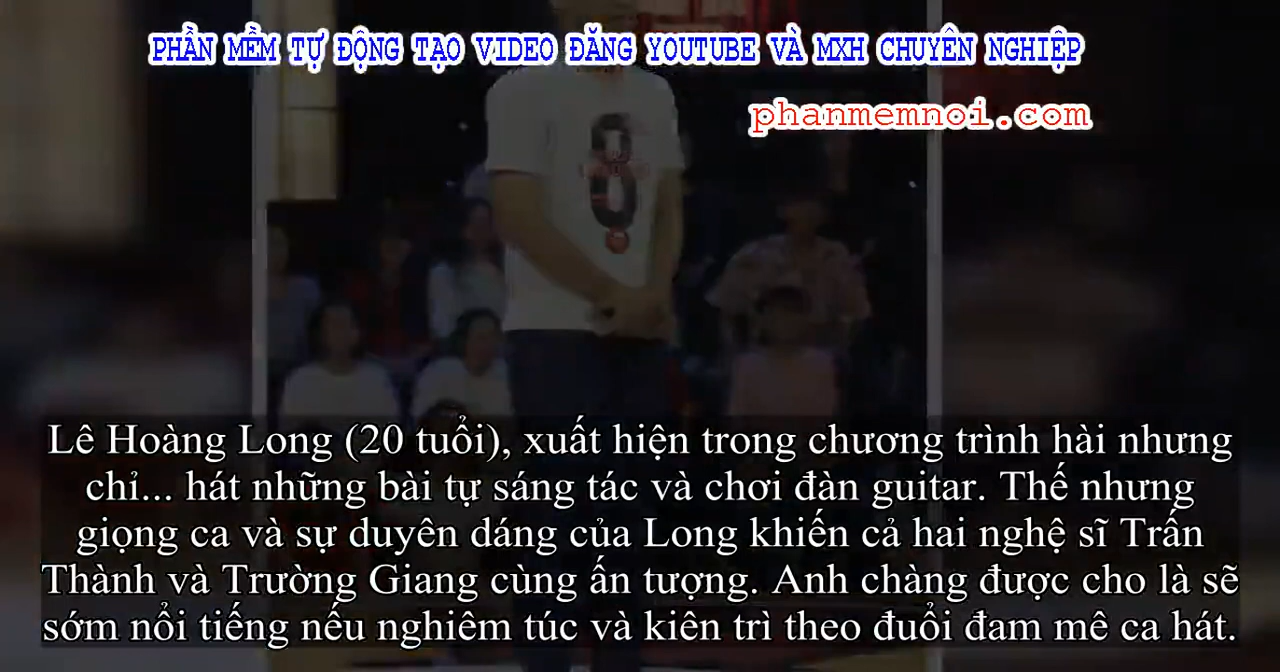 PHẦN MỀM TỰ ĐỘNG TẠO VIDEO ĐĂNG YOUTUBE VÀ MXH CHUYÊN NGHIỆP
phanmemnoi.com
Lê Hoàng Long (20 tuổi), xuất hiện trong chương trình hài nhưng
chỉ... hát những bài tự sáng tác và chơi đàn guitar. Thế nhưng
giọng ca và sự duyên dáng của Long khiến cả hai nghệ sĩ Trấn
Thành và Trường Giang cùng ấn tượng. Anh chàng được cho là sẽ
sớm nổi tiếng nếu nghiêm túc và kiên trì theo đuổi đam mê ca hát.